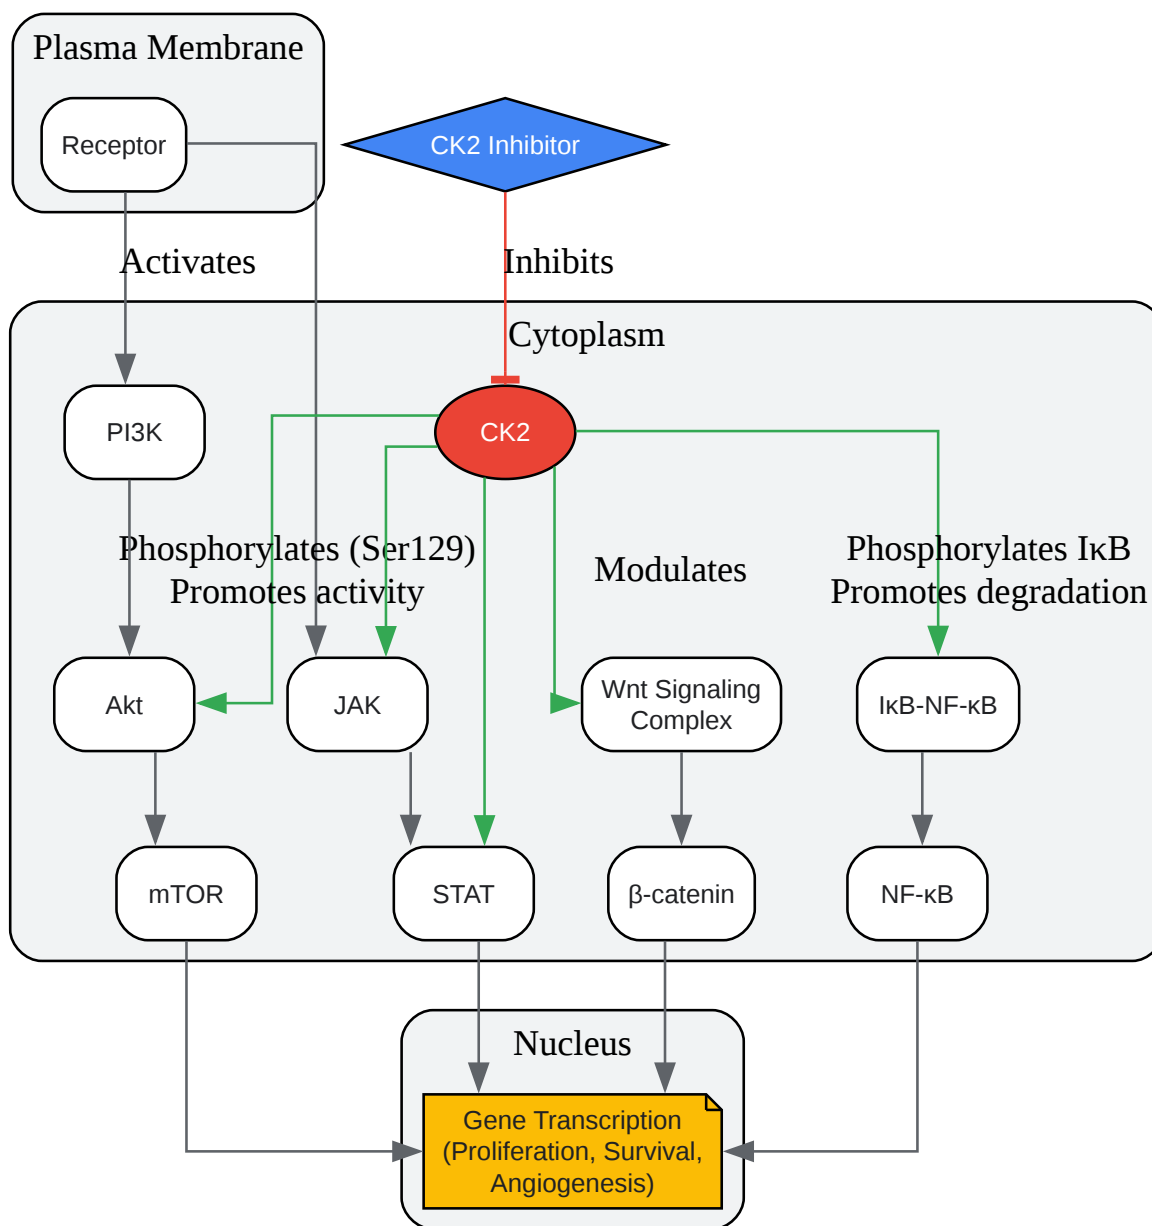 Plasma Membrane
Receptor
CK2 Inhibitor
Activates
Inhibits
Cytoplasm
PI3K
CK2
Phosphorylates (Ser129)
Promotes activity
Modulates
Phosphorylates IκB
Promotes degradation
Akt
JAK
Wnt Signaling
Complex
IκB-NF-κB
mTOR
STAT
β-catenin
NF-κB
Nucleus
Gene Transcription
(Proliferation, Survival,
Angiogenesis)